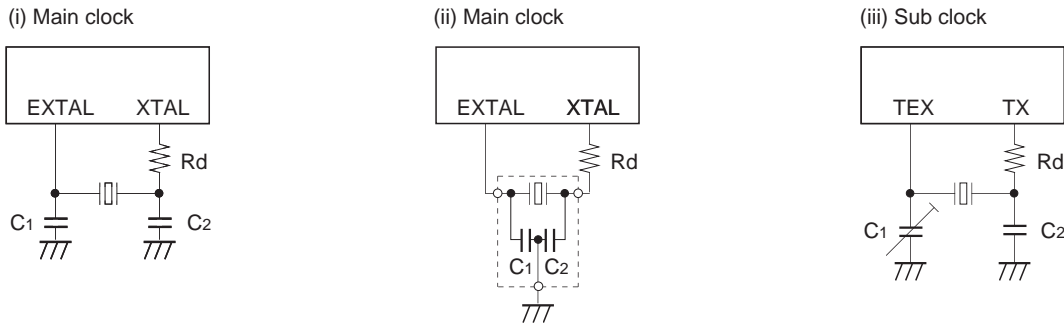 (i) Main clock
EXTAL XTAL
Rd
C1 C2
(ii) Main clock
EXTAL XTAL
Rd
C1 C2
(iii) Sub clock
TEX TX
Rd
C1 C2